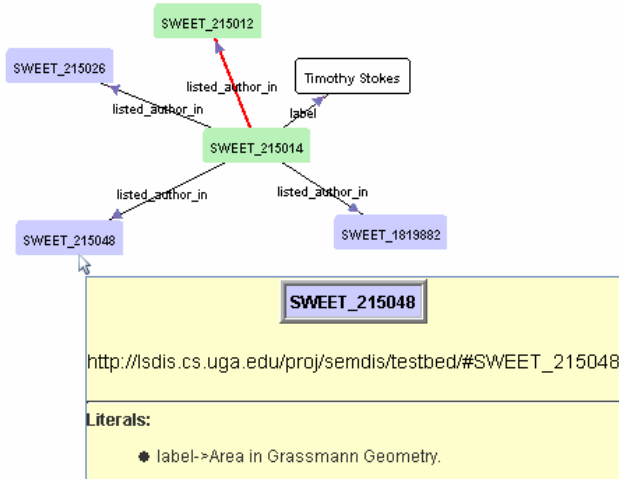 SWEET_215012
SWEET_215026
Timothy Stokes
listed_author_in
listed_author_in
label
SWEET_215014
listed_author_in
listed_author_in
SWEET_215048
SWEET_1819882
SWEET_215048
http://lsdis.cs.uga.edu/proj/semdis/testbed/#SWEET_215048
Literals:
label->Area in Grassmann Geometry.